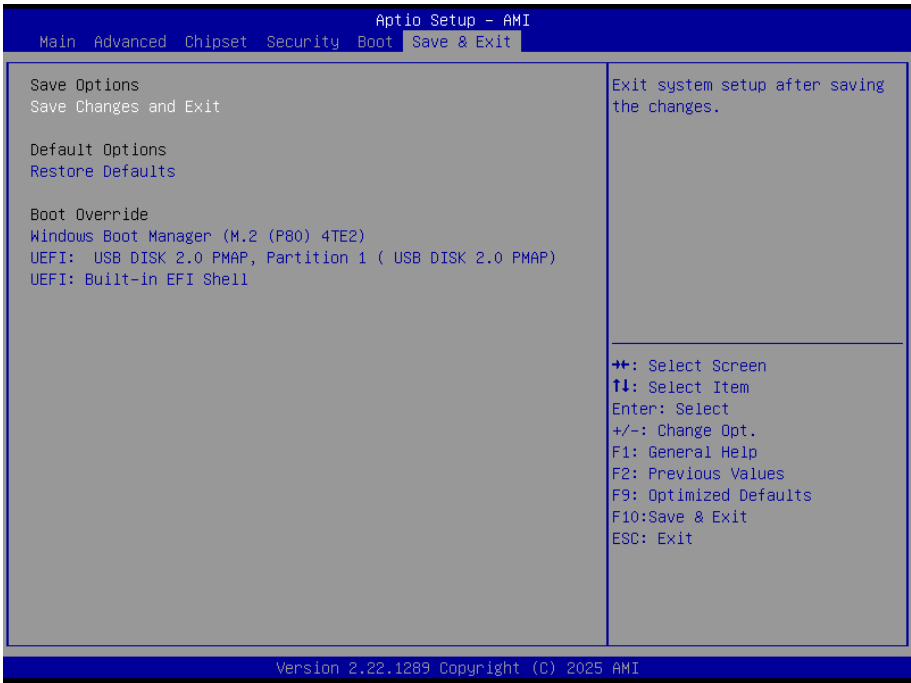 Aptio Setup - AMI
Main Advanced Chipset Security Boot Save & Exit
Save Options
Save Changes and Exit
Default Options
Restore Defaults
Boot Override
Windows Boot Manager (M.2 (P80) 4TE2)
UEFI:  USB DISK 2.0 PMAP, Partition 1 ( USB DISK 2.0 PMAP)
UEFI: Built-in EFI Shell
Exit system setup after saving
the changes.
→←: Select Screen
↑↓: Select Item
Enter: Select
+/-: Change Opt.
F1: General Help
F2: Previous Values
F9: Optimized Defaults
F10:Save & Exit
ESC: Exit
Version 2.22.1289 Copyright (C) 2025 AMI